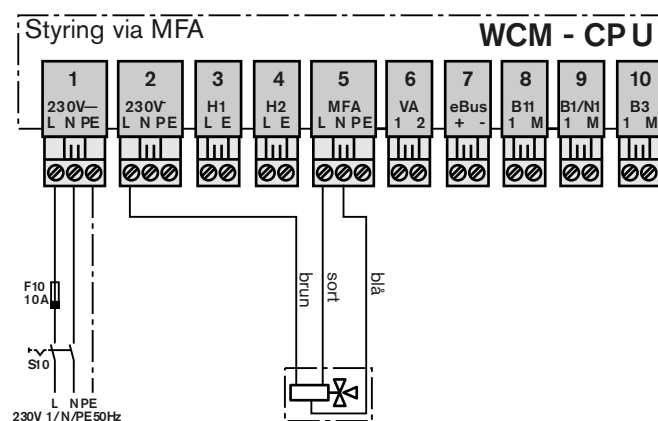 Styring via MFA
WCM - CPU
1 2 3 4 5 6 7 8 9 10
230V~ 230V~ H1 H2 MFA VA eBus B11 B1/N1 B3
L N PE L N PE L E L E L N PE 1 2 + - 1 M 1 M 1 M
brun
sort
blå
F10
10A
S10
L N PE
230V 1/N/PE50Hz